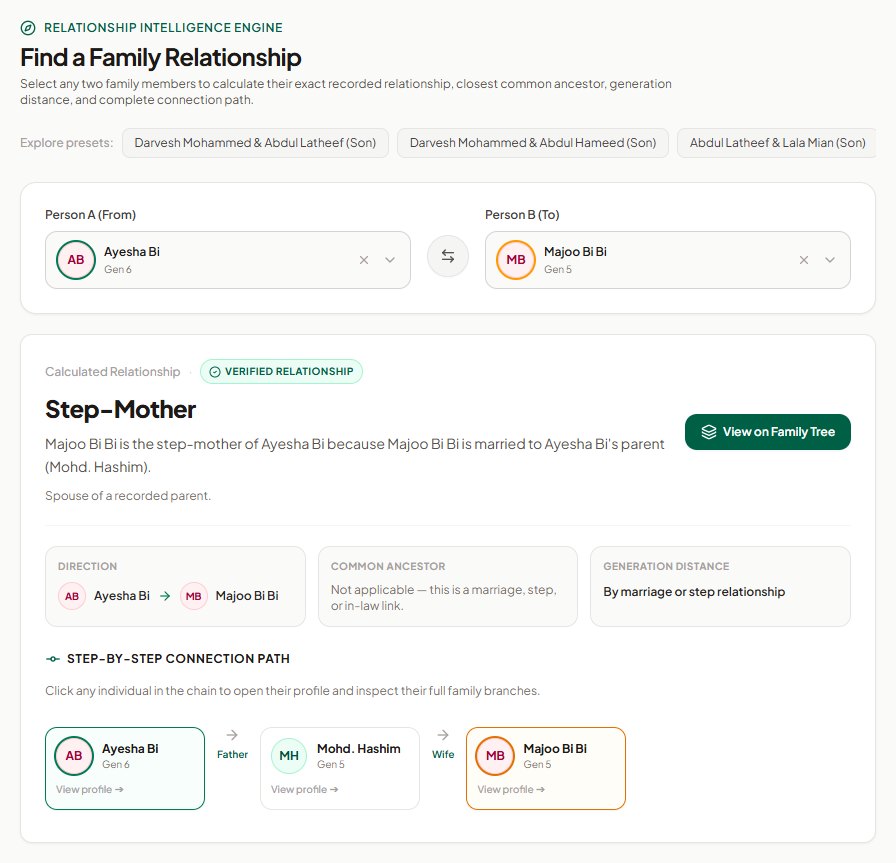 RELATIONSHIP INTELLIGENCE ENGINE
Find a Family Relationship
Select any two family members to calculate their exact recorded relationship, closest common ancestor, generation
distance, and complete connection path.
Explore presets: Darvesh Mohammed & Abdul Latheef (Son) Darvesh Mohammed & Abdul Hameed (Son) Abdul Latheef & Lala Mian (Son)
Person A (From)
AB Ayesha Bi
Gen 6
Person B (To)
MB Majoo Bi Bi
Gen 5
Calculated Relationship · VERIFIED RELATIONSHIP
Step-Mother
Majoo Bi Bi is the step-mother of Ayesha Bi because Majoo Bi Bi is married to Ayesha Bi's parent
(Mohd. Hashim).
Spouse of a recorded parent.
View on Family Tree
DIRECTION
AB Ayesha Bi → MB Majoo Bi Bi
COMMON ANCESTOR
Not applicable — this is a marriage, step,
or in-law link.
GENERATION DISTANCE
By marriage or step relationship
STEP-BY-STEP CONNECTION PATH
Click any individual in the chain to open their profile and inspect their full family branches.
AB Ayesha Bi
Gen 6
View profile →
→
Father
MH Mohd. Hashim
Gen 5
View profile →
→
Wife
MB Majoo Bi Bi
Gen 5
View profile →